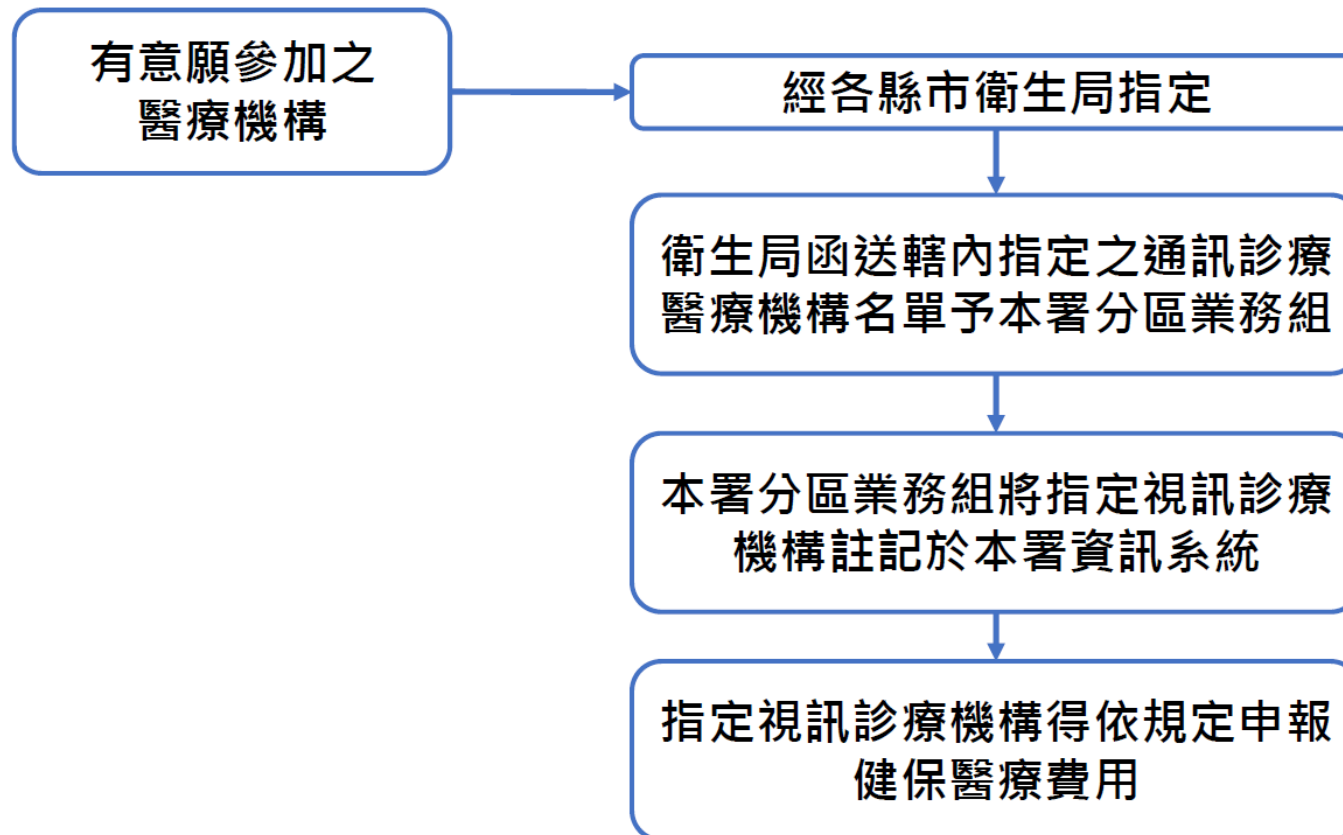 有意願參加之
醫療機構
經各縣市衛生局指定
衛生局函送轄內指定之通訊診療
醫療機構名單予本署分區業務組
本署分區業務組將指定視訊診療
機構註記於本署資訊系統
指定視訊診療機構得依規定申報
健保醫療費用